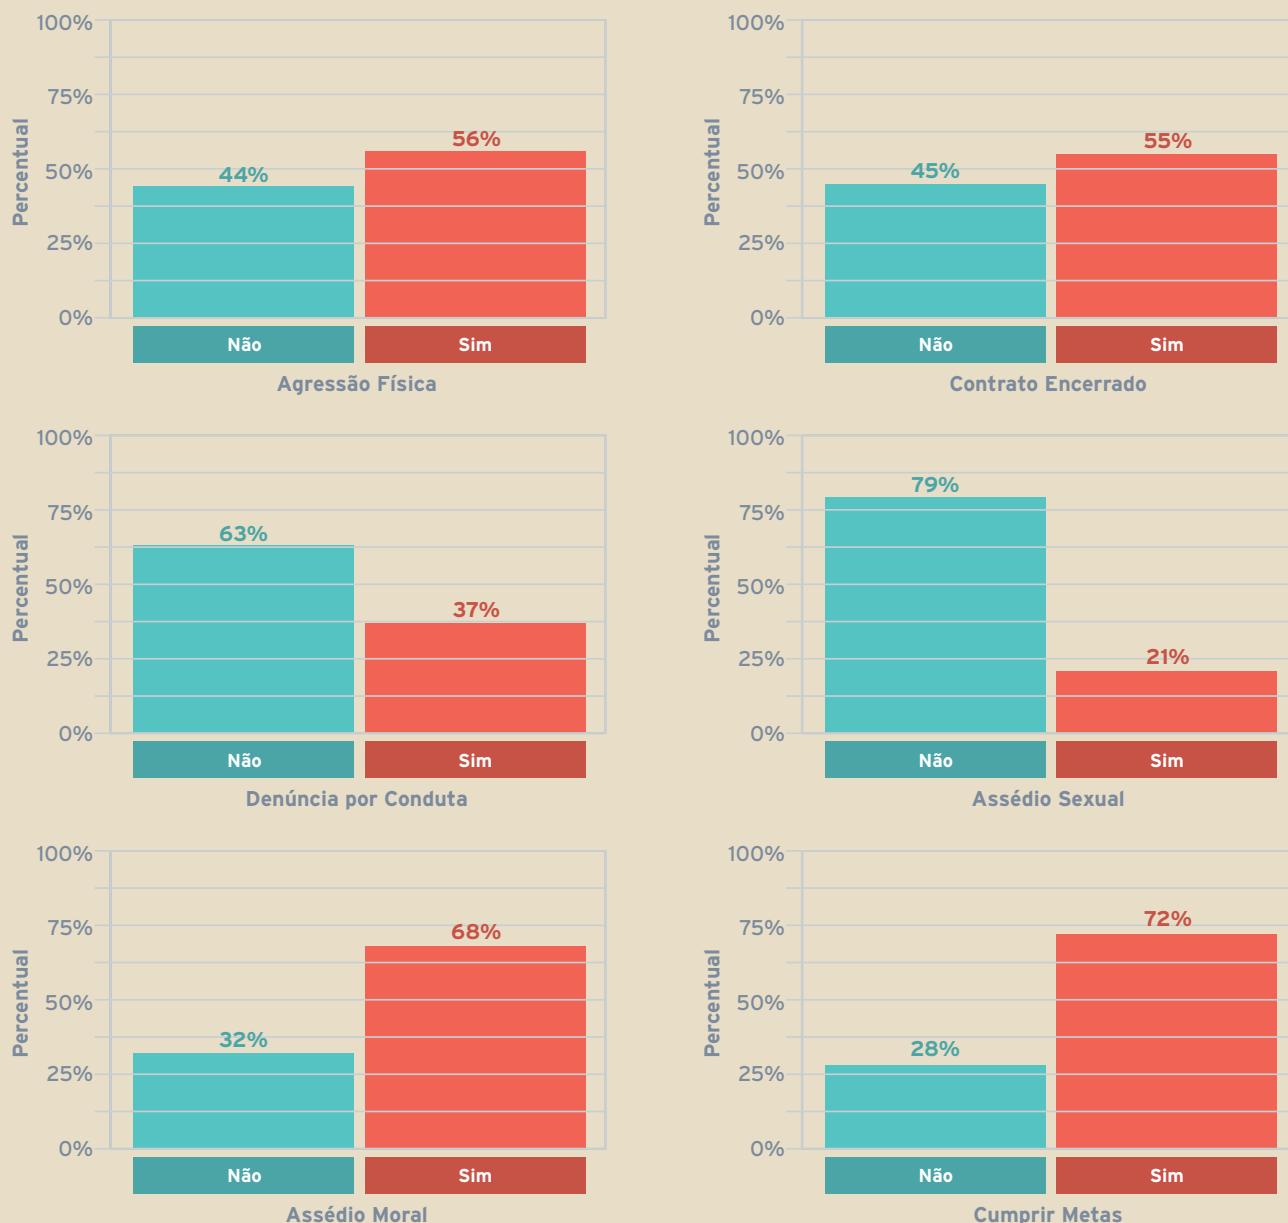 100%
75%
50%
25%
0%
Percentual
44%
56%
Não
Sim
Agressão Física
100%
75%
50%
25%
0%
Percentual
45%
55%
Não
Sim
Contrato Encerrado
100%
75%
50%
25%
0%
Percentual
63%
37%
Não
Sim
Denúncia por Conduta
100%
75%
50%
25%
0%
Percentual
79%
21%
Não
Sim
Assédio Sexual
100%
75%
50%
25%
0%
Percentual
32%
68%
Não
Sim
Assédio Moral
100%
75%
50%
25%
0%
Percentual
28%
72%
Não
Sim
Cumprir Metas